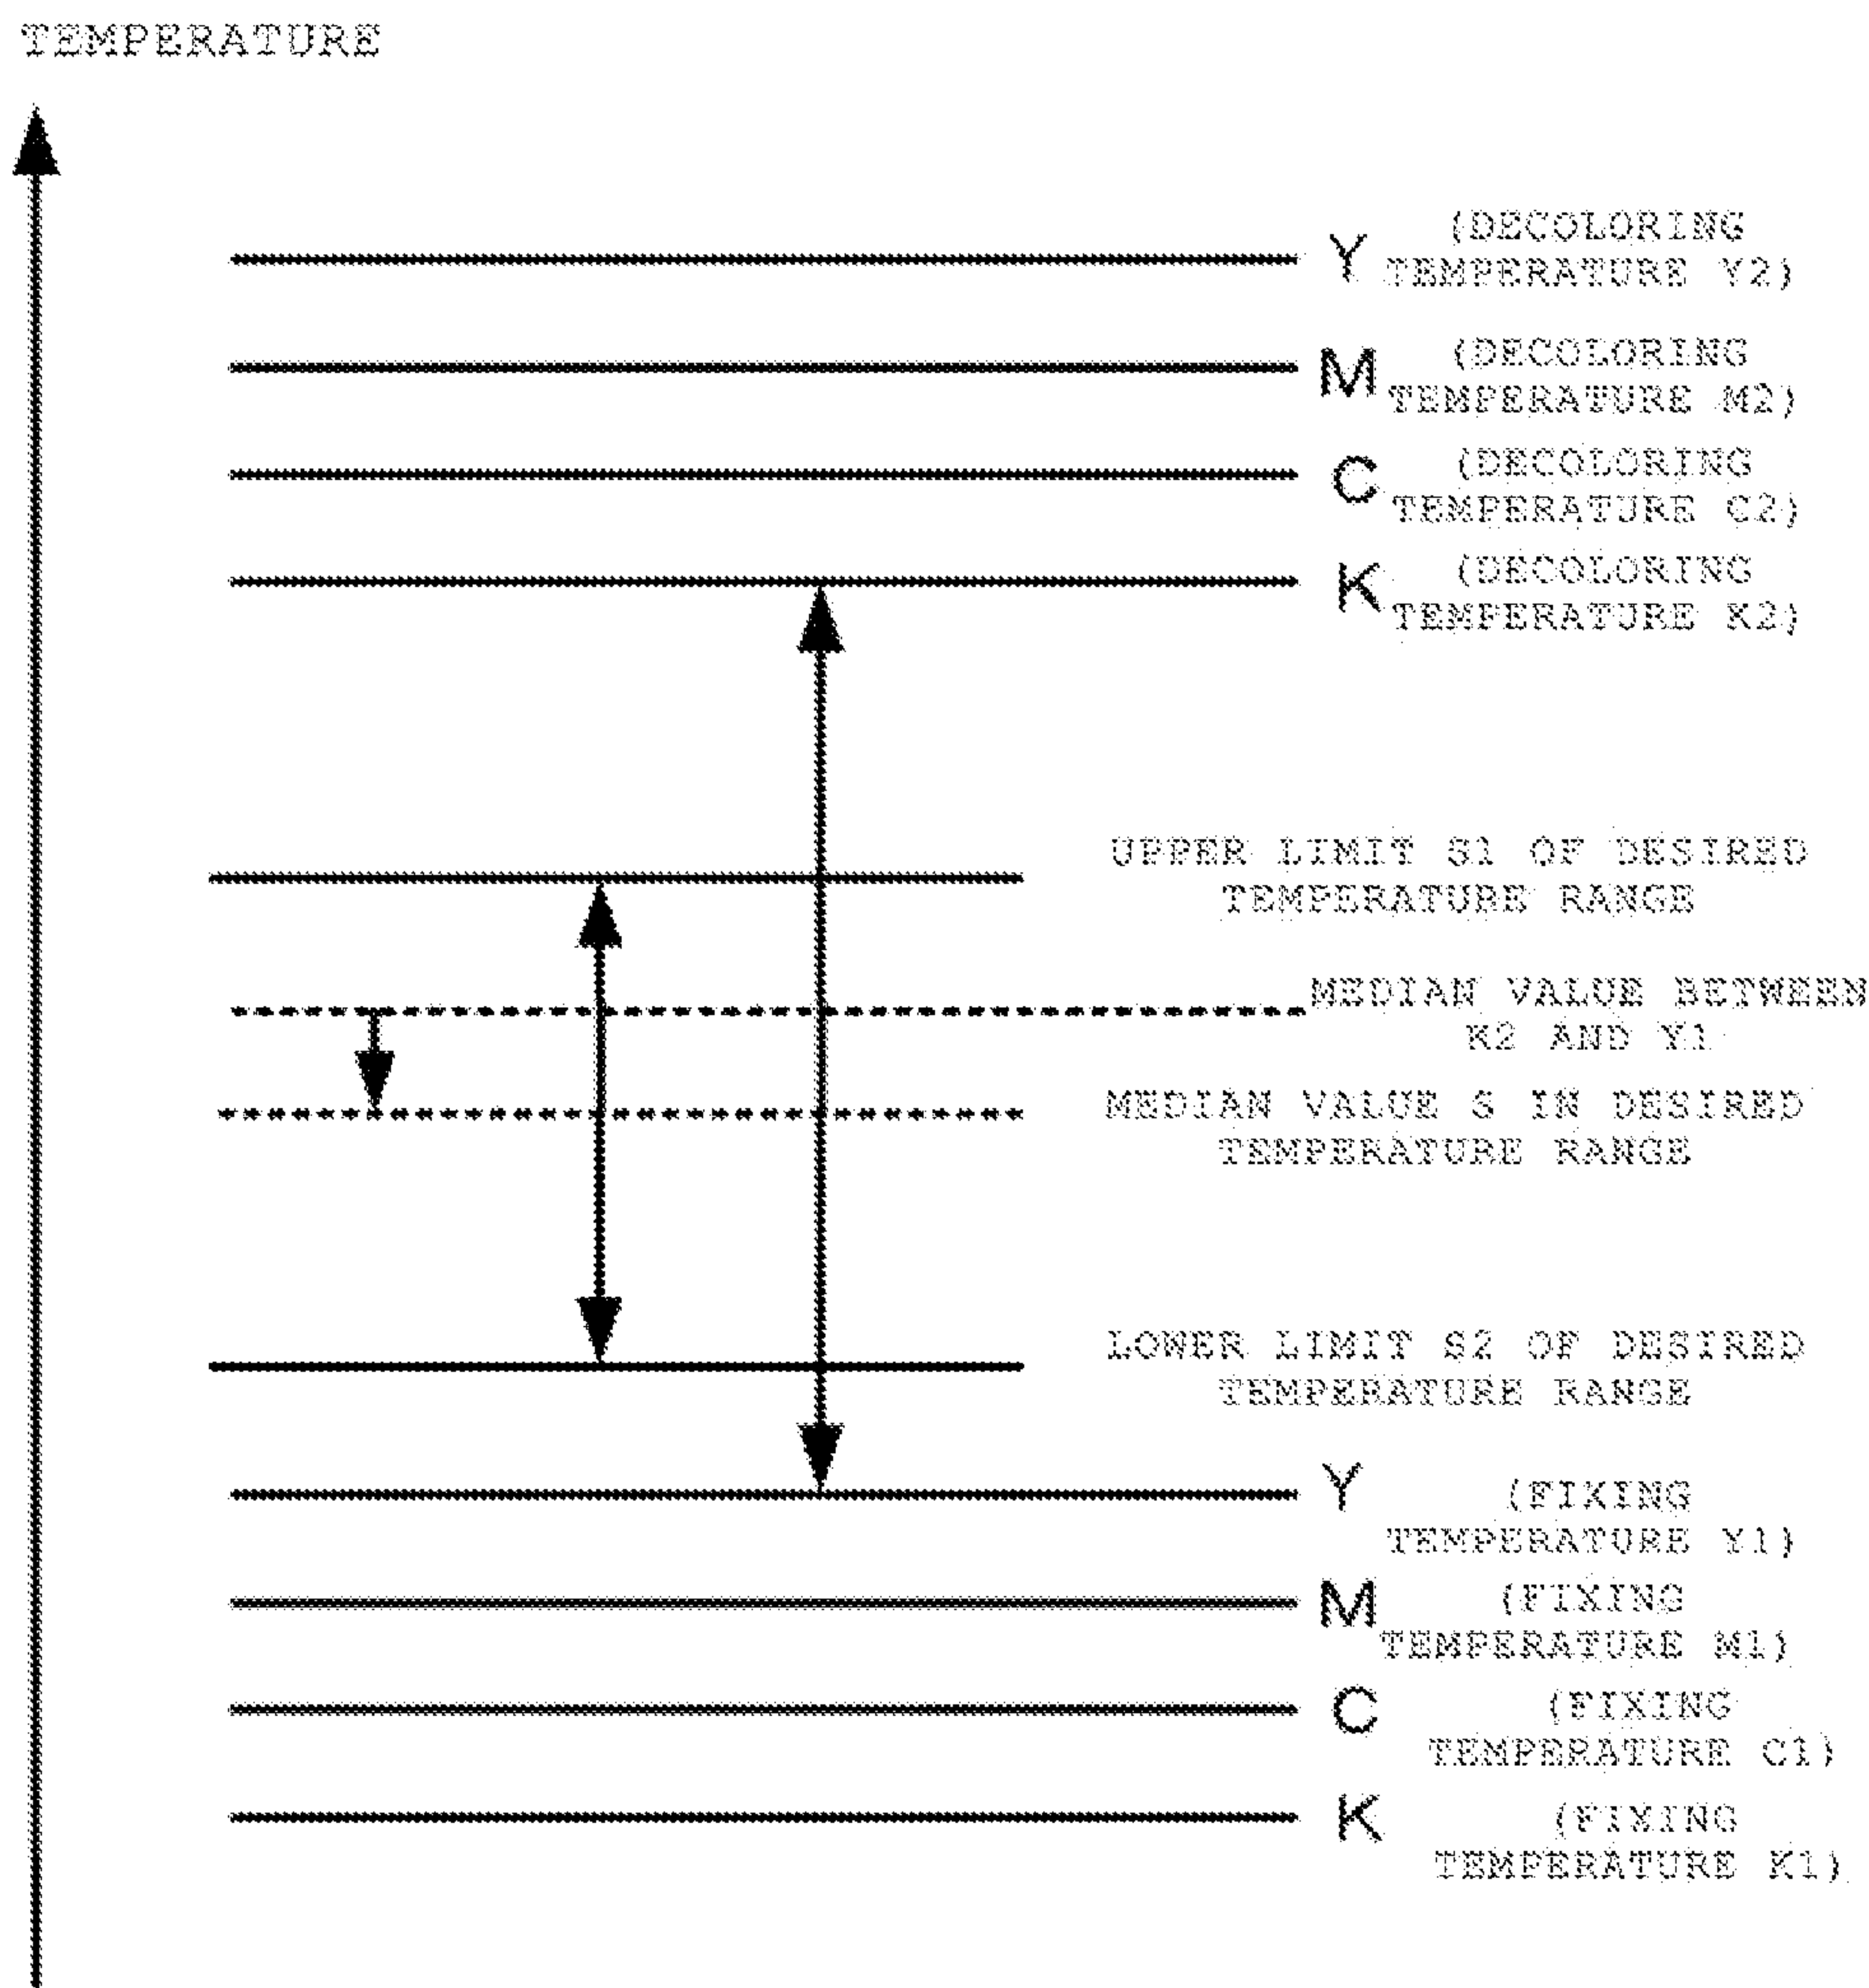 TEMPERATURE
Y (DECOLORING
TEMPERATURE Y2)
M (DECOLORING
TEMPERATURE M2)
C (DECOLORING
TEMPERATURE C2)
K (DECOLORING
TEMPERATURE K2)
UPPER LIMIT S1 OF DESIRED
TEMPERATURE RANGE
MEDIAN VALUE BETWEEN
K2 AND Y1
MEDIAN VALUE S IN DESIRED
TEMPERATURE RANGE
LOWER LIMIT S2 OF DESIRED
TEMPERATURE RANGE
Y (FIXING
TEMPERATURE Y1)
M (FIXING
TEMPERATURE M1)
C (FIXING
TEMPERATURE C1)
K (FIXING
TEMPERATURE K1)